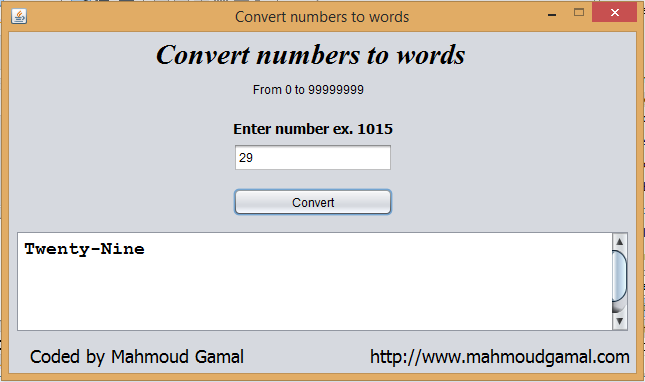 Convert numbers to words
Convert numbers to words
From 0 to 99999999
Enter number ex. 1015
29
Convert
Twenty-Nine
Coded by Mahmoud Gamal http://www.mahmoudgamal.com